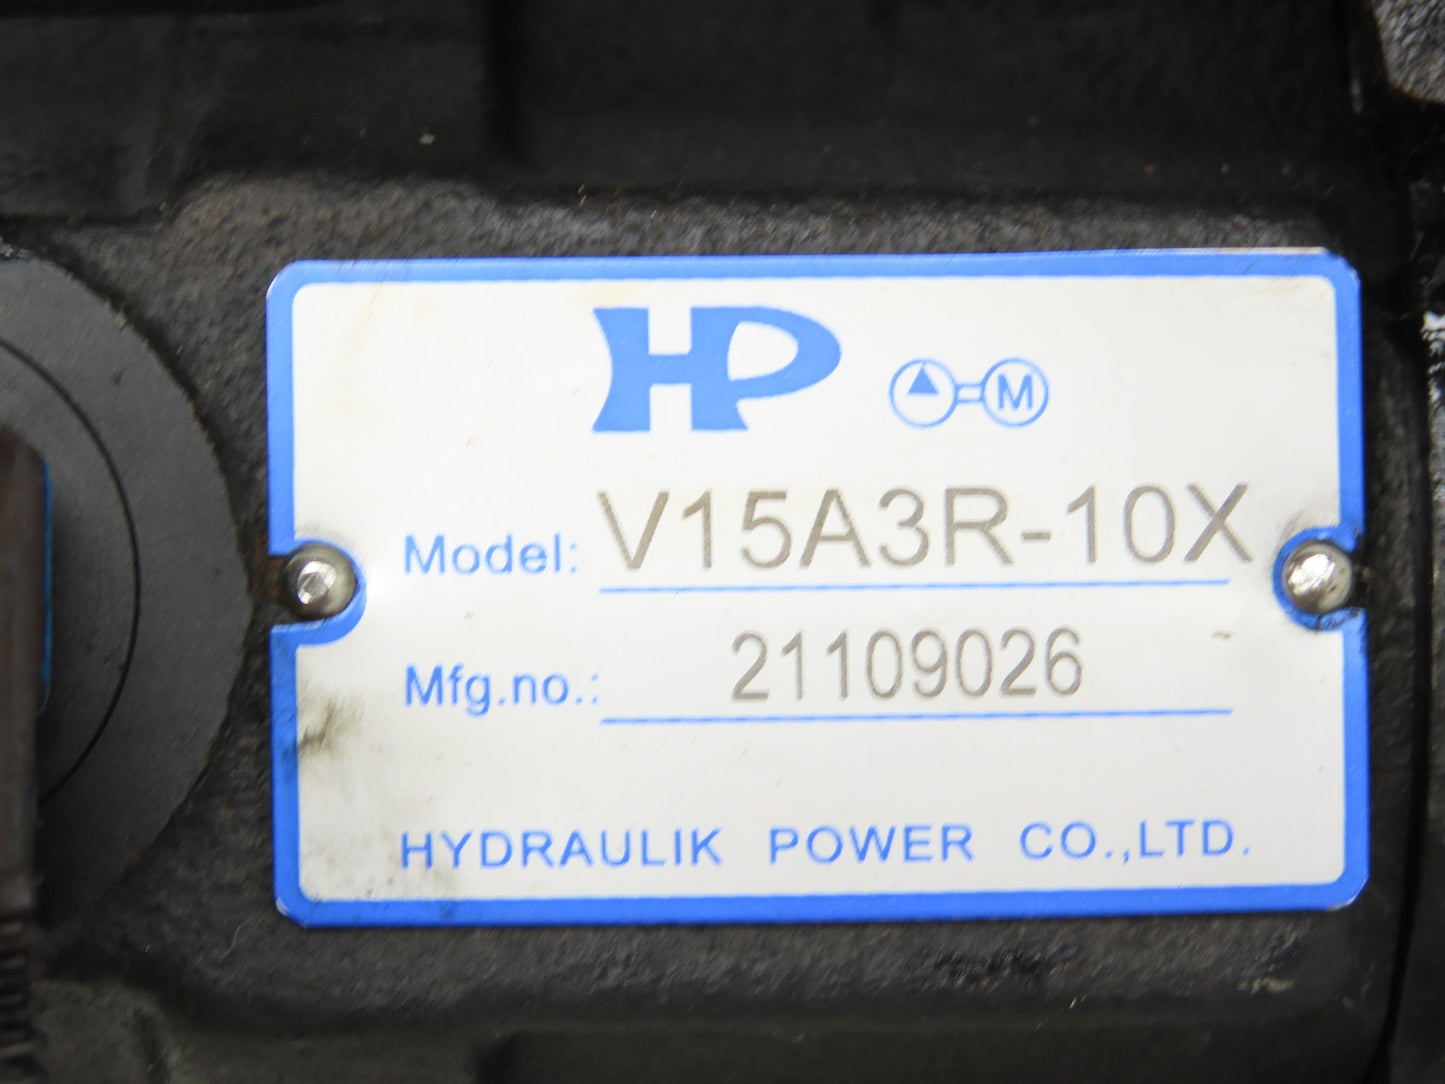 HP
M
Model: V15A3R-10X
Mfg.no.: 21109026
HYDRAULIK POWER CO.,LTD.